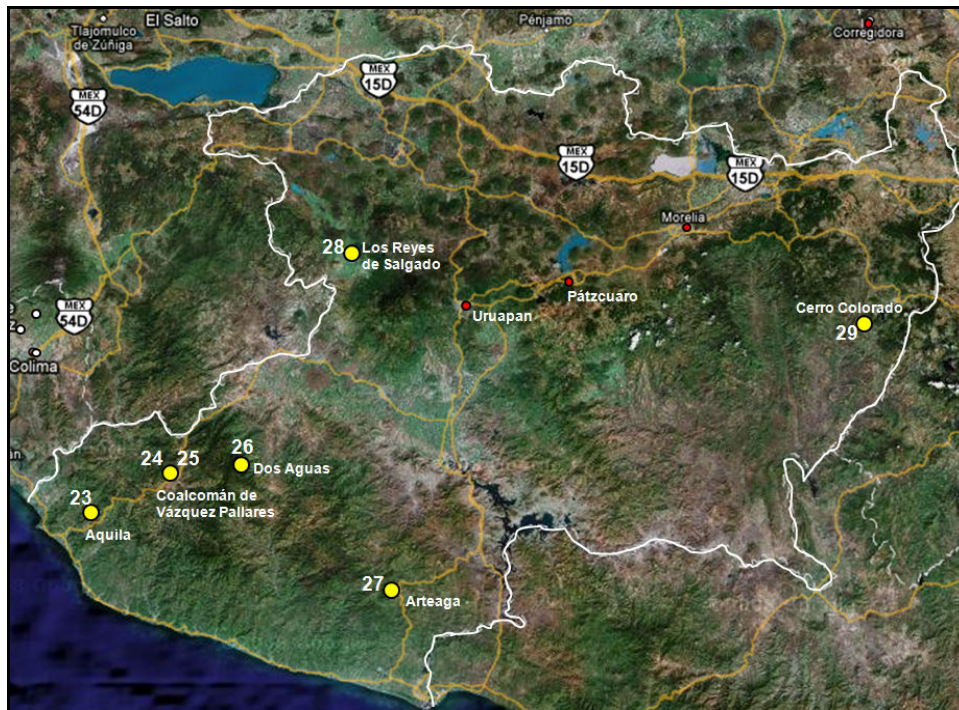 El Salto
Tlajomulco
de Zúñiga
Pénjamo
Corregidora
MEX
15D
MEX
54D
MEX
15D
MEX
15D
Morelia
28
Los Reyes
de Salgado
Pátzcuaro
Uruapan
Cerro Colorado
29
MEX
54D
Colima
24
25
26
Dos Aguas
Coalcomán de
Vázquez Pallares
23
Aquila
27
Arteaga